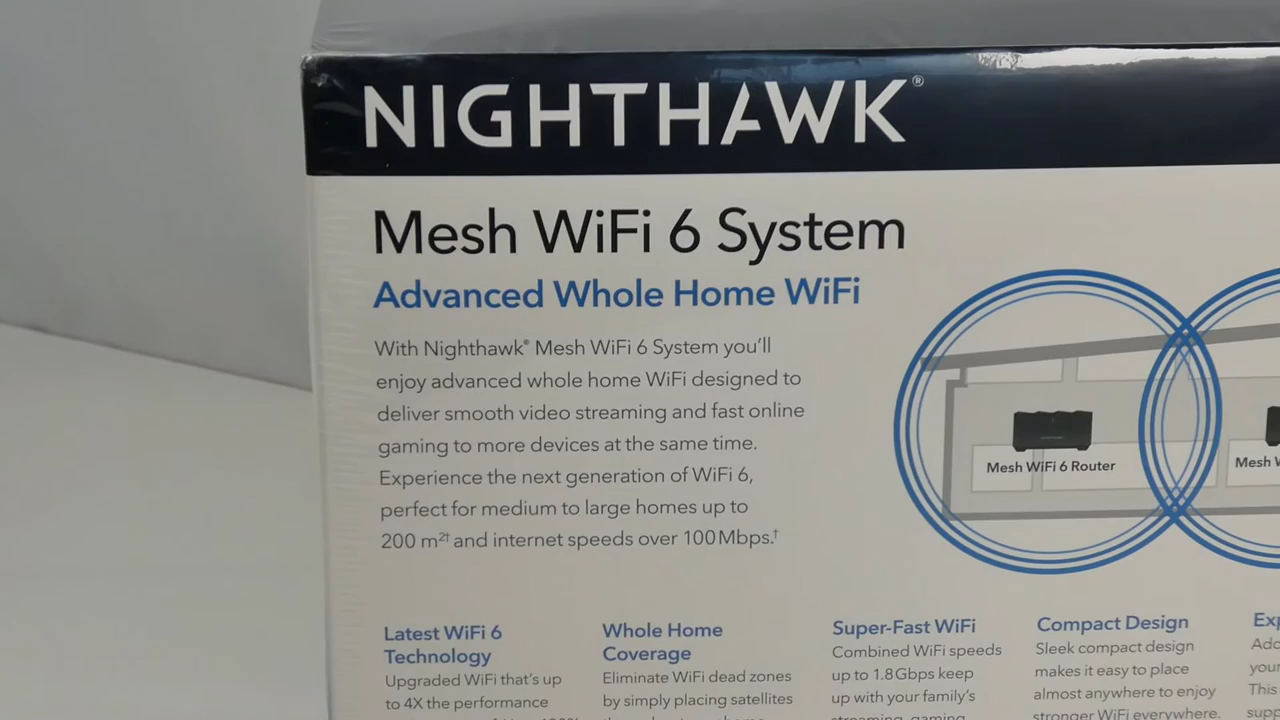 NIGHTHAWK®
Mesh WiFi 6 System
Advanced Whole Home WiFi
With Nighthawk® Mesh WiFi 6 System you'll
enjoy advanced whole home WiFi designed to
deliver smooth video streaming and fast online
gaming to more devices at the same time.
Experience the next generation of WiFi 6,
perfect for medium to large homes up to
200 m²† and internet speeds over 100 Mbps.†
Mesh WiFi 6 Router
Mesh
Latest WiFi 6
Technology
Upgraded WiFi that's up
to 4X the performance
Whole Home
Coverage
Eliminate WiFi dead zones
by simply placing satellites
Super-Fast WiFi
Combined WiFi speeds
up to 1.8Gbps keep
up with your family's
streaming, gaming
Compact Design
Sleek compact design
makes it easy to place
almost anywhere to enjoy
stronger WiFi everywhere.
This